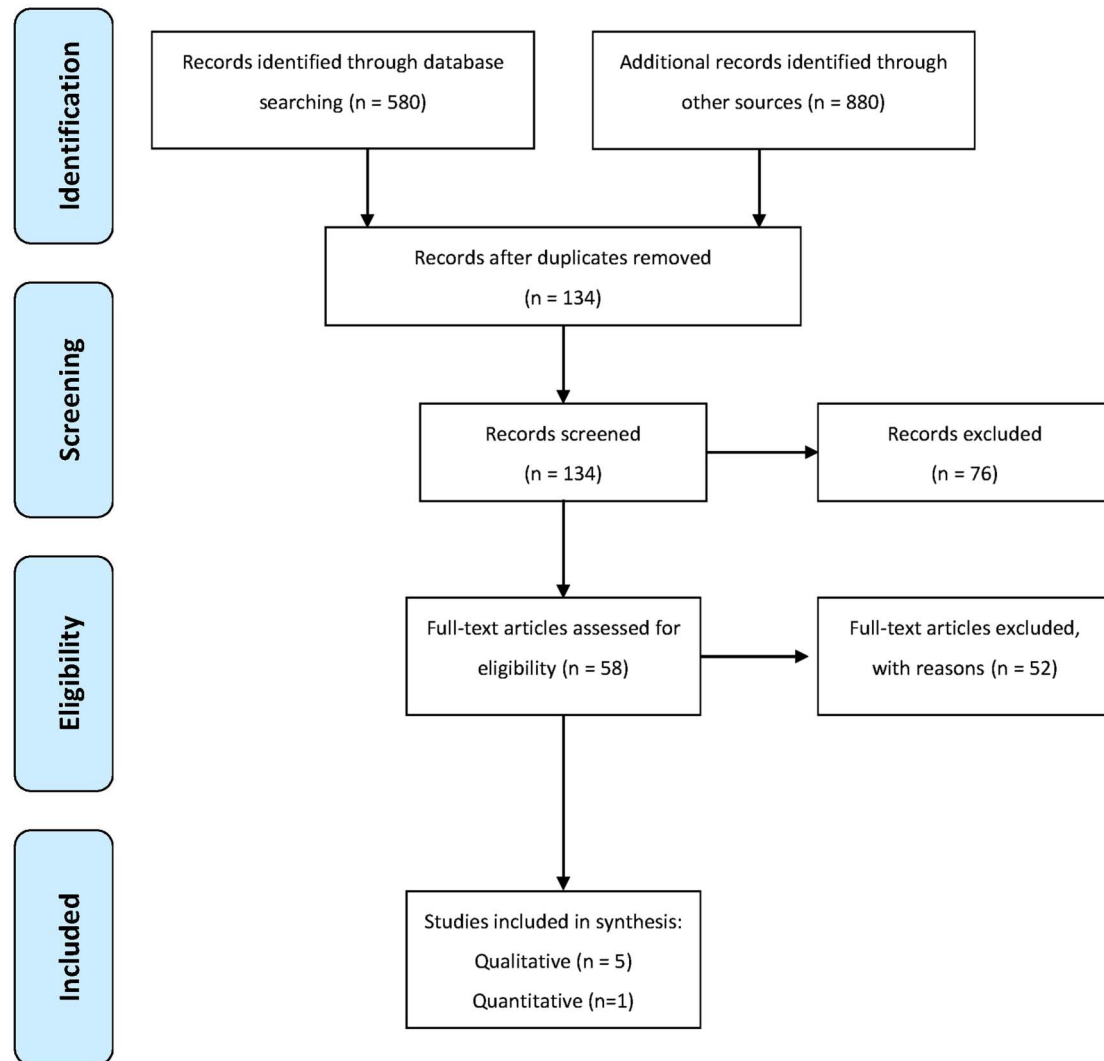 Identification
Records identified through database
searching (n = 580)
Additional records identified through
other sources (n = 880)
Records after duplicates removed
(n = 134)
Screening
Records screened
(n = 134)
Records excluded
(n = 76)
Eligibility
Full-text articles assessed for
eligibility (n = 58)
Full-text articles excluded,
with reasons (n = 52)
Included
Studies included in synthesis:
Qualitative (n = 5)
Quantitative (n=1)